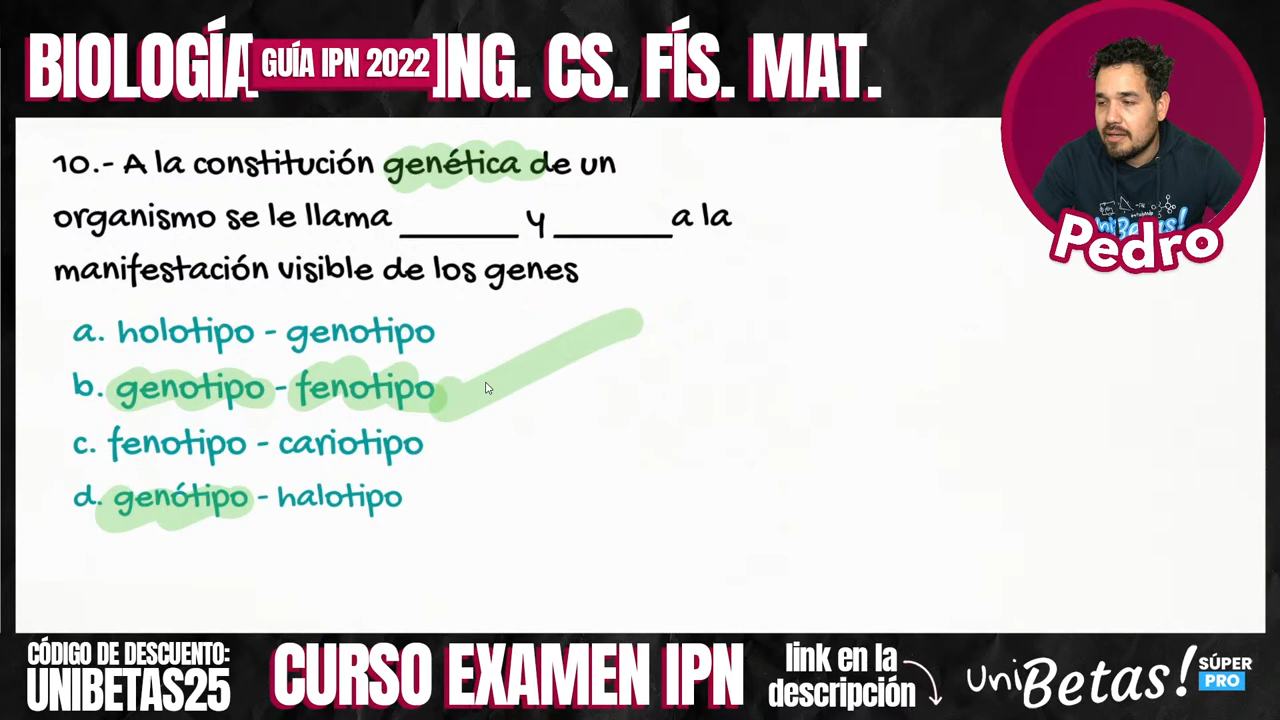 BIOLOGÍA GUÍA IPN 2022 ING. CS. FÍS. MAT.
10.- A la constitución genética de un
organismo se le llama ________ y ________ a la
manifestación visible de los genes
a. holotipo - genotipo
b. genotipo - fenotipo
c. fenotipo - cariotipo
d. genótipo - halotipo
Pedro
CÓDIGO DE DESCUENTO:
UNIBETAS25
CURSO EXAMEN IPN
link en la
descripción
uniBetas!
SÚPER
PRO